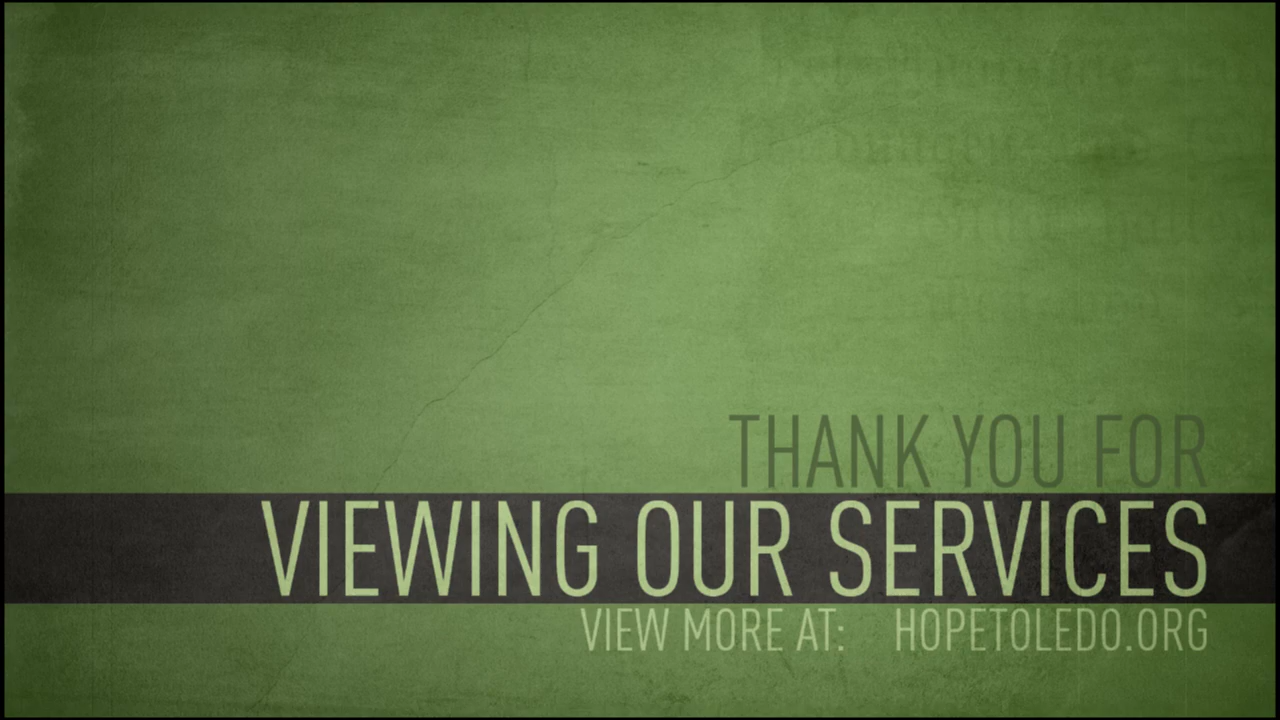 THANK YOU FOR
VIEWING OUR SERVICES
VIEW MORE AT: HOPETOLEDO.ORG